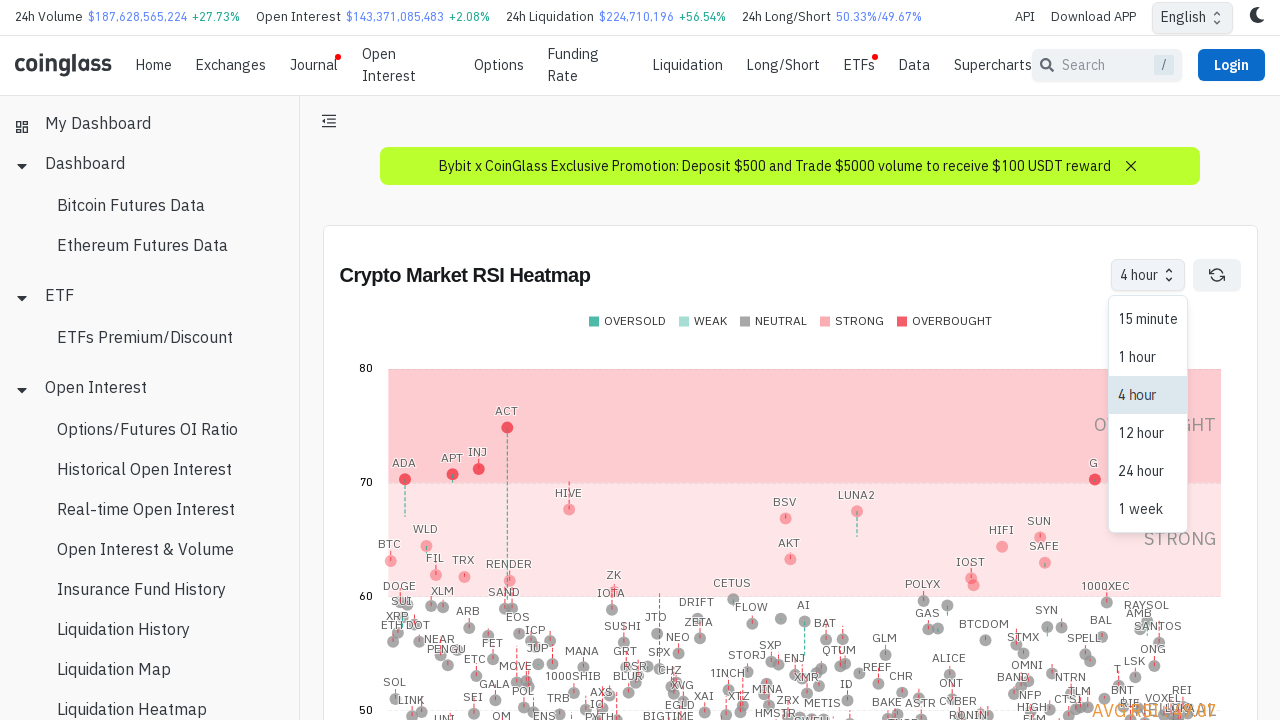 24h Volume $187,628,565,224 +27.73% Open Interest $143,371,085,483 +2.08% 24h Liquidation $224,710,196 +56.54% 24h Long/Short 50.33%/49.67% API Download APP English
coinglass Home Exchanges Journal Open Interest Options Funding Rate Liquidation Long/Short ETFs Data Supercharts Search / Login
My Dashboard
Dashboard
Bitcoin Futures Data
Ethereum Futures Data
ETF
ETFs Premium/Discount
Open Interest
Options/Futures OI Ratio
Historical Open Interest
Real-time Open Interest
Open Interest & Volume
Insurance Fund History
Liquidation History
Liquidation Map
Liquidation Heatmap
Bybit x CoinGlass Exclusive Promotion: Deposit $500 and Trade $5000 volume to receive $100 USDT reward
Crypto Market RSI Heatmap
4 hour
15 minute
1 hour
4 hour
12 hour
24 hour
1 week
OVERSOLD WEAK NEUTRAL STRONG OVERBOUGHT
80
ACT
APT INJ
ADA G
70
HIVE LUNA2
BSV
SUN
WLD HIFI
BTC AKT SAFE
FIL TRX RENDER IOST
ZK
DOGE CETUS POLYX 1000XEC
60
XLM SAND IOTA
SUI DRIFT AI RAYSOL
ARB FLOW GAS SYN AMB
XRP EOS JTO ZETA BAT BTCDOM BAL
ETH DOT ICP SUSHI SANTOS
NEAR NEO GLM STMX SPELL
PENGU FET JUP MANA GRT SPX SXP QTUM ONG
ETC STORJ ENJ ALICE LSK
MOVE RSR CHZ REEF OMNI T
1000SHIB BLUR 1INCH XMR CHR BAND NTRN
SOL GALA XVG ID ONT
POL AXS MINA TLM BNT REI
LINK SEI TRB XAI XTZ ZRX METIS BAKE ASTR CYBER NFP CTSI VOXEL
EGLD HIGH
50
ENS PYTH BIGTIME HMSTR RONIN
STRONG